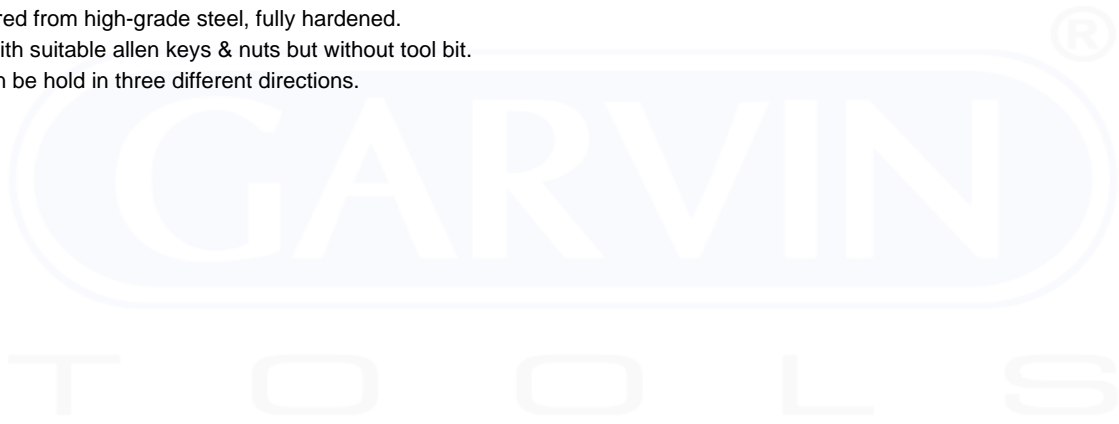 red from high-grade steel, fully hardened.
ith suitable allen keys & nuts but without tool bit.
n be hold in three different directions.
GARVIN®
TOOLS